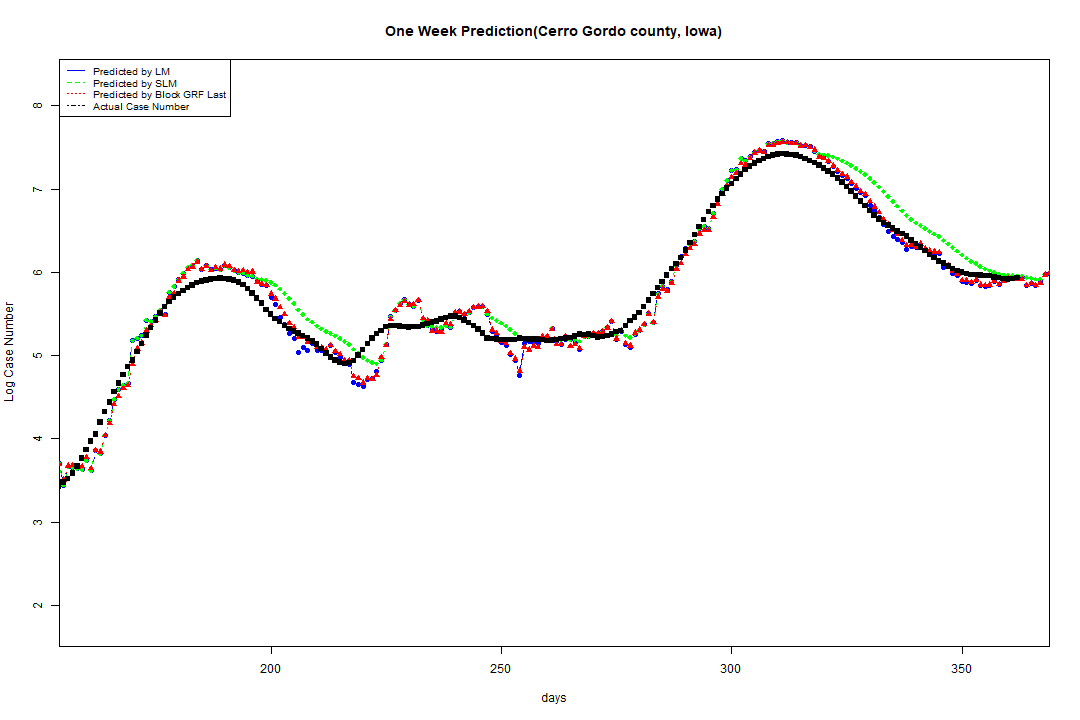 One Week Prediction(Cerro Gordo county, Iowa)
Predicted by LM
Predicted by SLM
Predicted by Block GRF Last
Actual Case Number
Log Case Number
8
7
6
5
4
3
2
200 250 300 350
days